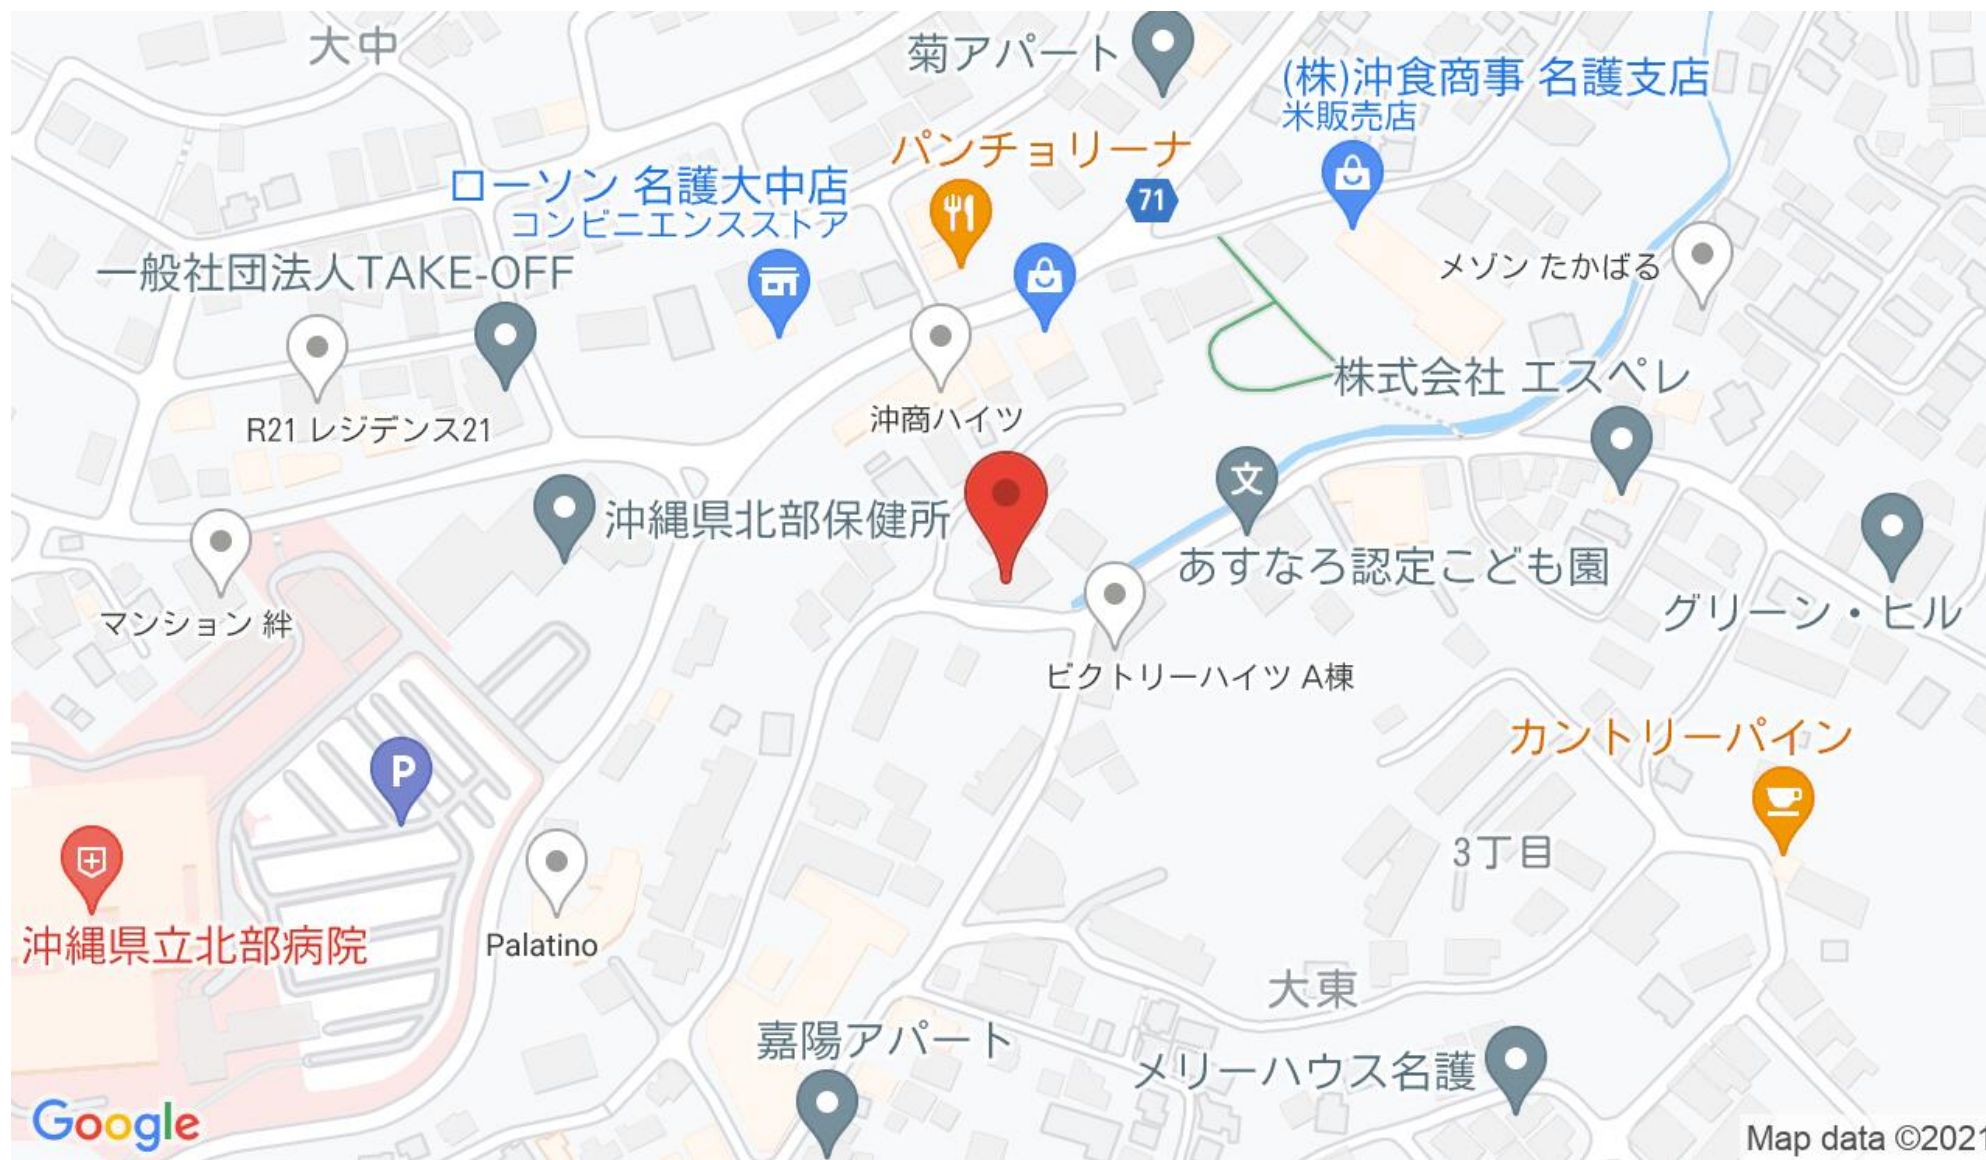 大中
菊アパート
(株)沖食商事 名護支店
米販売店
パンチョリーナ
ローソン 名護大中店
コンビニエンスストア
71
一般社団法人TAKE-OFF
メゾン たかばる
株式会社 エスペレ
R21 レジデンス21
沖商ハイツ
沖縄県北部保健所
文
あすなろ認定こども園
グリーン・ヒル
マンション 絆
ビクトリーハイツ A棟
カントリーパイン
P
3丁目
沖縄県立北部病院
Palatino
大東
嘉陽アパート
メリーハウス名護
Google
Map data ©2021